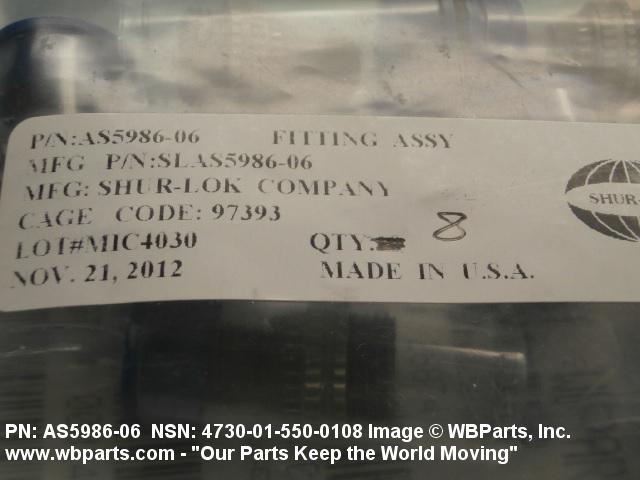 P/N:AS5986-06 FITTING ASSY
MFG P/N:SLAS5986-06
MFG: SHUR-LOK COMPANY
CAGE CODE: 97393
LOT#MIC4030 QTY: 8
NOV. 21, 2012 MADE IN U.S.A.
SHUR-
PN: AS5986-06 NSN: 4730-01-550-0108 Image © WBParts, Inc.
www.wbparts.com - "Our Parts Keep the World Moving"